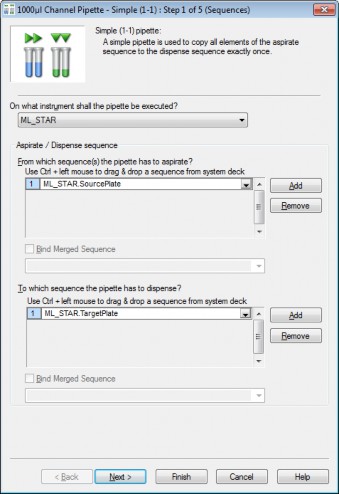 1000µl Channel Pipette - Simple (1-1) : Step 1 of 5 (Sequences)
Simple (1-1) pipette:
A simple pipette is used to copy all elements of the aspirate
sequence to the dispense sequence exactly once.
On what instrument shall the pipette be executed?
ML_STAR
Aspirate / Dispense sequence
From which sequence(s) the pipette has to aspirate?
Use Ctrl + left mouse to drag & drop a sequence from system deck
1 ML_STAR.SourcePlate
Add
Remove
Bind Merged Sequence
To which sequence the pipette has to dispense?
Use Ctrl + left mouse to drag & drop a sequence from system deck
1 ML_STAR.TargetPlate
Add
Remove
Bind Merged Sequence
< Back Next > Finish Cancel Help